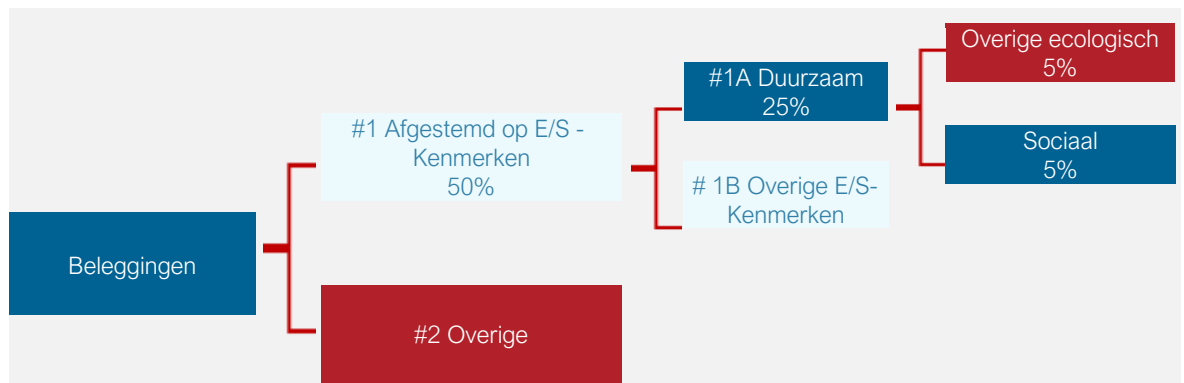 Beleggingen
#1 Afgestemd op E/S -
Kenmerken
50%
#2 Overige
#1A Duurzaam
25%
# 1B Overige E/S-
Kenmerken
Overige ecologisch
5%
Sociaal
5%